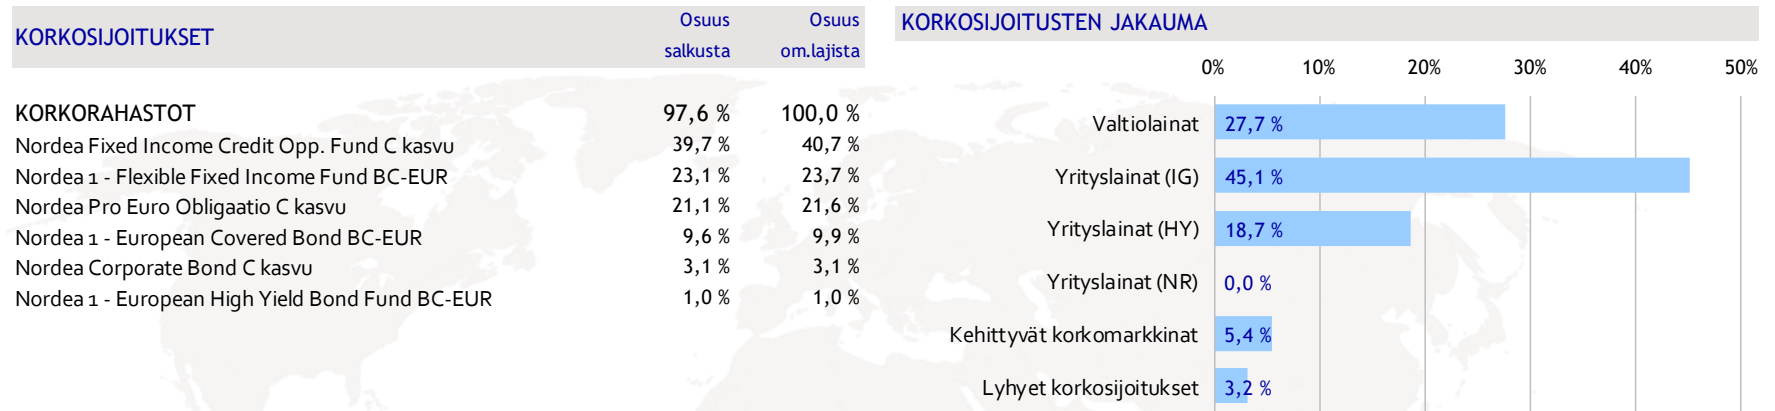 KORKOSIJOITUKSET Osuus salkusta Osuus om.lajista
KORKORAHASTOT 97,6 % 100,0 %
Nordea Fixed Income Credit Opp. Fund C kasvu 39,7 % 40,7 %
Nordea 1 - Flexible Fixed Income Fund BC-EUR 23,1 % 23,7 %
Nordea Pro Euro Obligaatio C kasvu 21,1 % 21,6 %
Nordea 1 - European Covered Bond BC-EUR 9,6 % 9,9 %
Nordea Corporate Bond C kasvu 3,1 % 3,1 %
Nordea 1 - European High Yield Bond Fund BC-EUR 1,0 % 1,0 %
KORKOSIJOITUSTEN JAKAUMA
0% 10% 20% 30% 40% 50%
Valtiolainat 27,7 %
Yrityslainat (IG) 45,1 %
Yrityslainat (HY) 18,7 %
Yrityslainat (NR) 0,0 %
Kehittyvät korkomarkkinat 5,4 %
Lyhyet korkosijoitukset 3,2 %